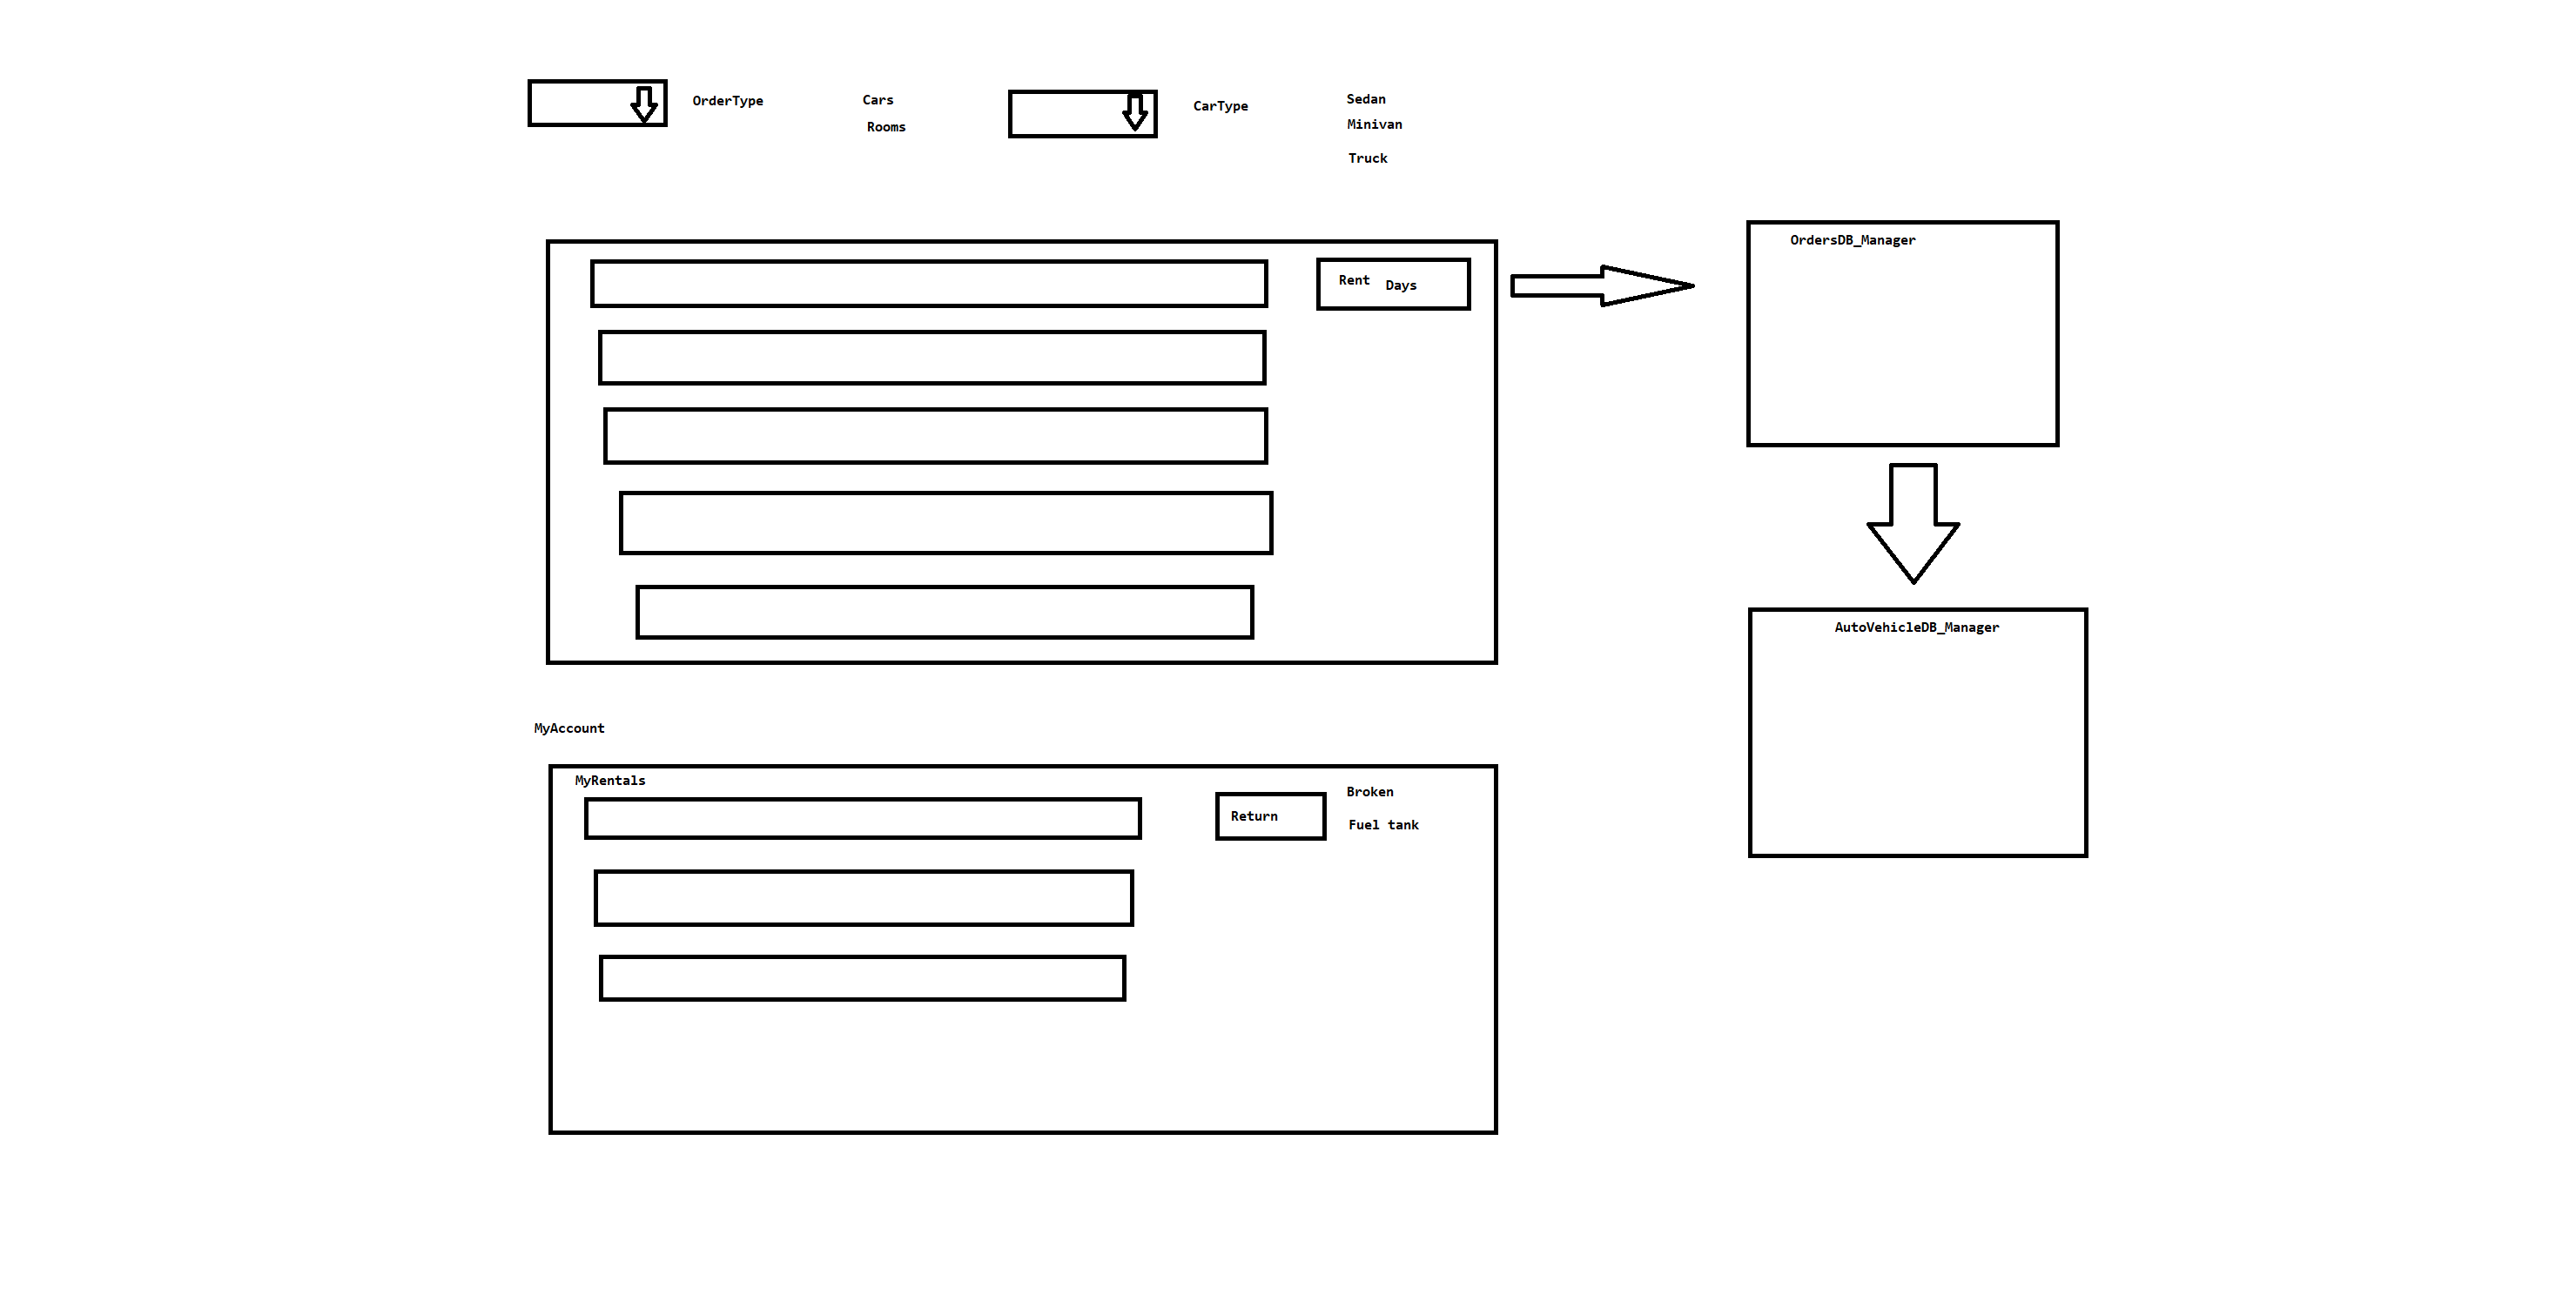 OrderType
Cars
Rooms
CarType
Sedan
Minivan
Truck
Rent Days
OrdersDB_Manager
AutoVehicleDB_Manager
MyAccount
MyRentals
Return
Broken
Fuel tank